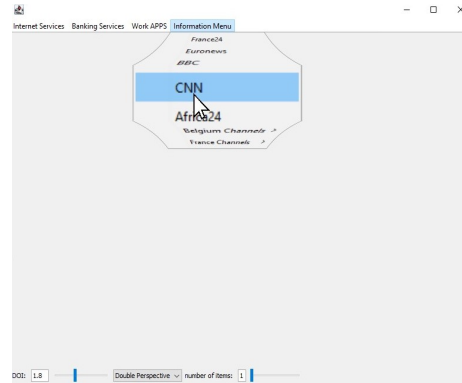 Internet Services Banking Services Work APPS Information Menu
France24
Euronews
BBC
CNN
Africa24
Belgium Channels
France Channels
DOI: 1.8 Double Perspective number of items: 1